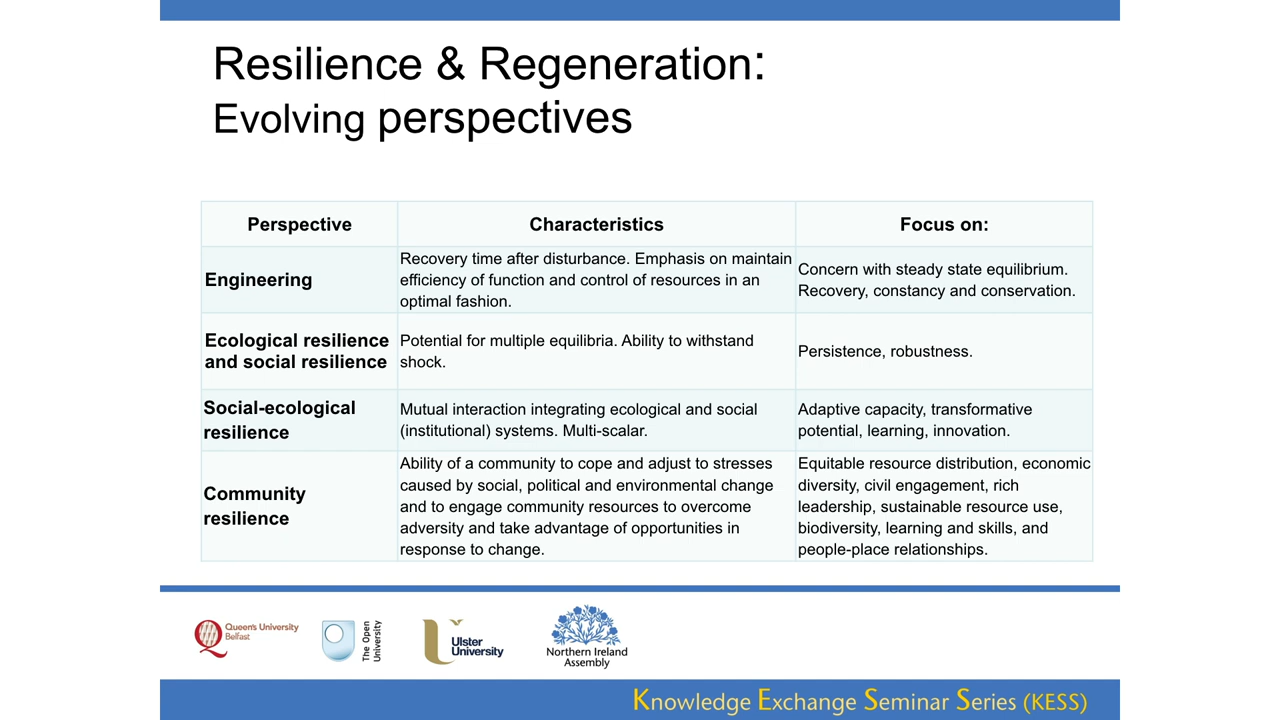 Resilience & Regeneration:
Evolving perspectives
Perspective
Characteristics
Focus on:
Engineering
Recovery time after disturbance. Emphasis on maintain
efficiency of function and control of resources in an
optimal fashion.
Concern with steady state equilibrium.
Recovery, constancy and conservation.
Ecological resilience
and social resilience
Potential for multiple equilibria. Ability to withstand
shock.
Persistence, robustness.
Social-ecological
resilience
Mutual interaction integrating ecological and social
(institutional) systems. Multi-scalar.
Adaptive capacity, transformative
potential, learning, innovation.
Community
resilience
Ability of a community to cope and adjust to stresses
caused by social, political and environmental change
and to engage community resources to overcome
adversity and take advantage of opportunities in
response to change.
Equitable resource distribution, economic
diversity, civil engagement, rich
leadership, sustainable resource use,
biodiversity, learning and skills, and
people-place relationships.
Queen's University
Belfast
The Open
University
Ulster
University
Northern Ireland
Assembly
Knowledge Exchange Seminar Series (KESS)